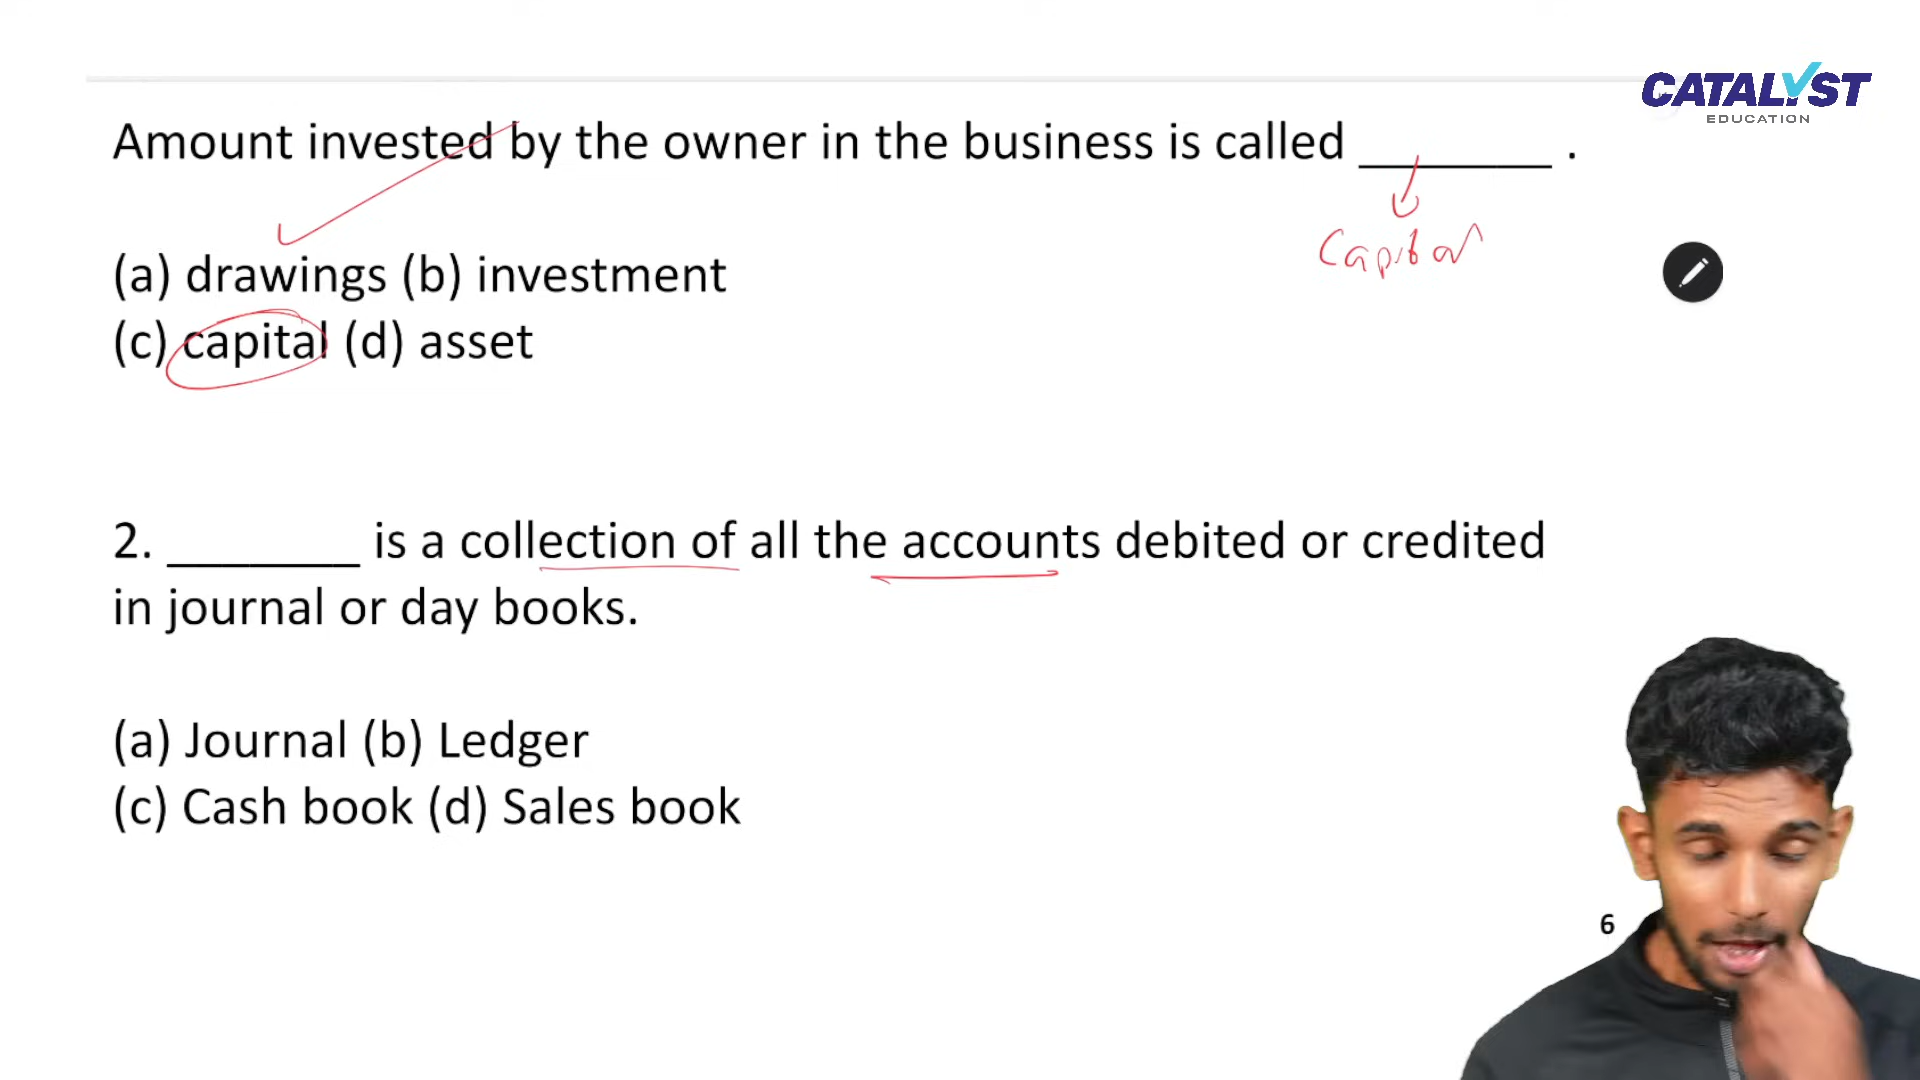 CATALYST
EDUCATION
Amount invested by the owner in the business is called _______ .
Capital
(a) drawings (b) investment
(c) capital (d) asset
2. _______ is a collection of all the accounts debited or credited
in journal or day books.
(a) Journal (b) Ledger
(c) Cash book (d) Sales book
6